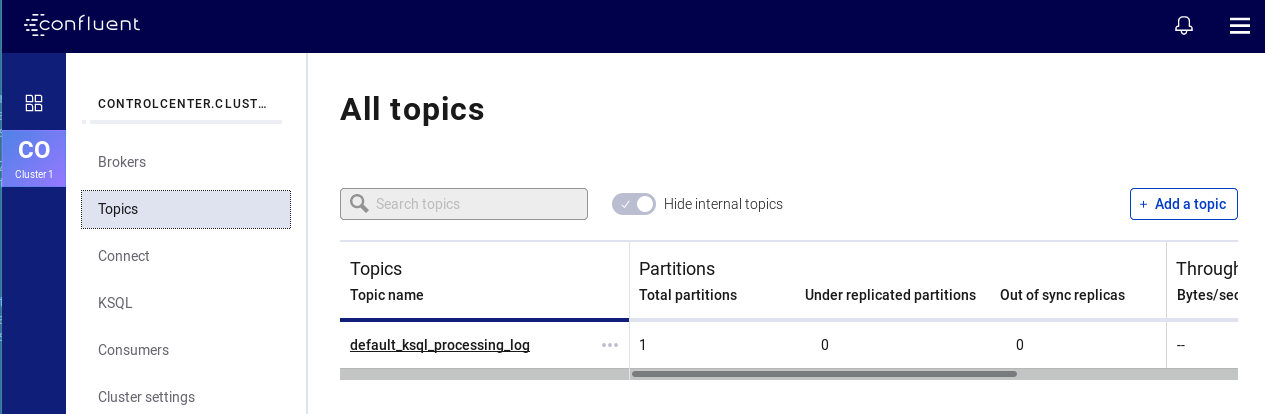 confluent
CO
Cluster 1
CONTROLCENTER.CLUST...
Brokers
Topics
Connect
KSQL
Consumers
Cluster settings
All topics
Search topics
Hide internal topics
+ Add a topic
Topics Partitions Through
Topic name Total partitions Under replicated partitions Out of sync replicas Bytes/sec
default_ksql_processing_log ••• 1 0 0 --